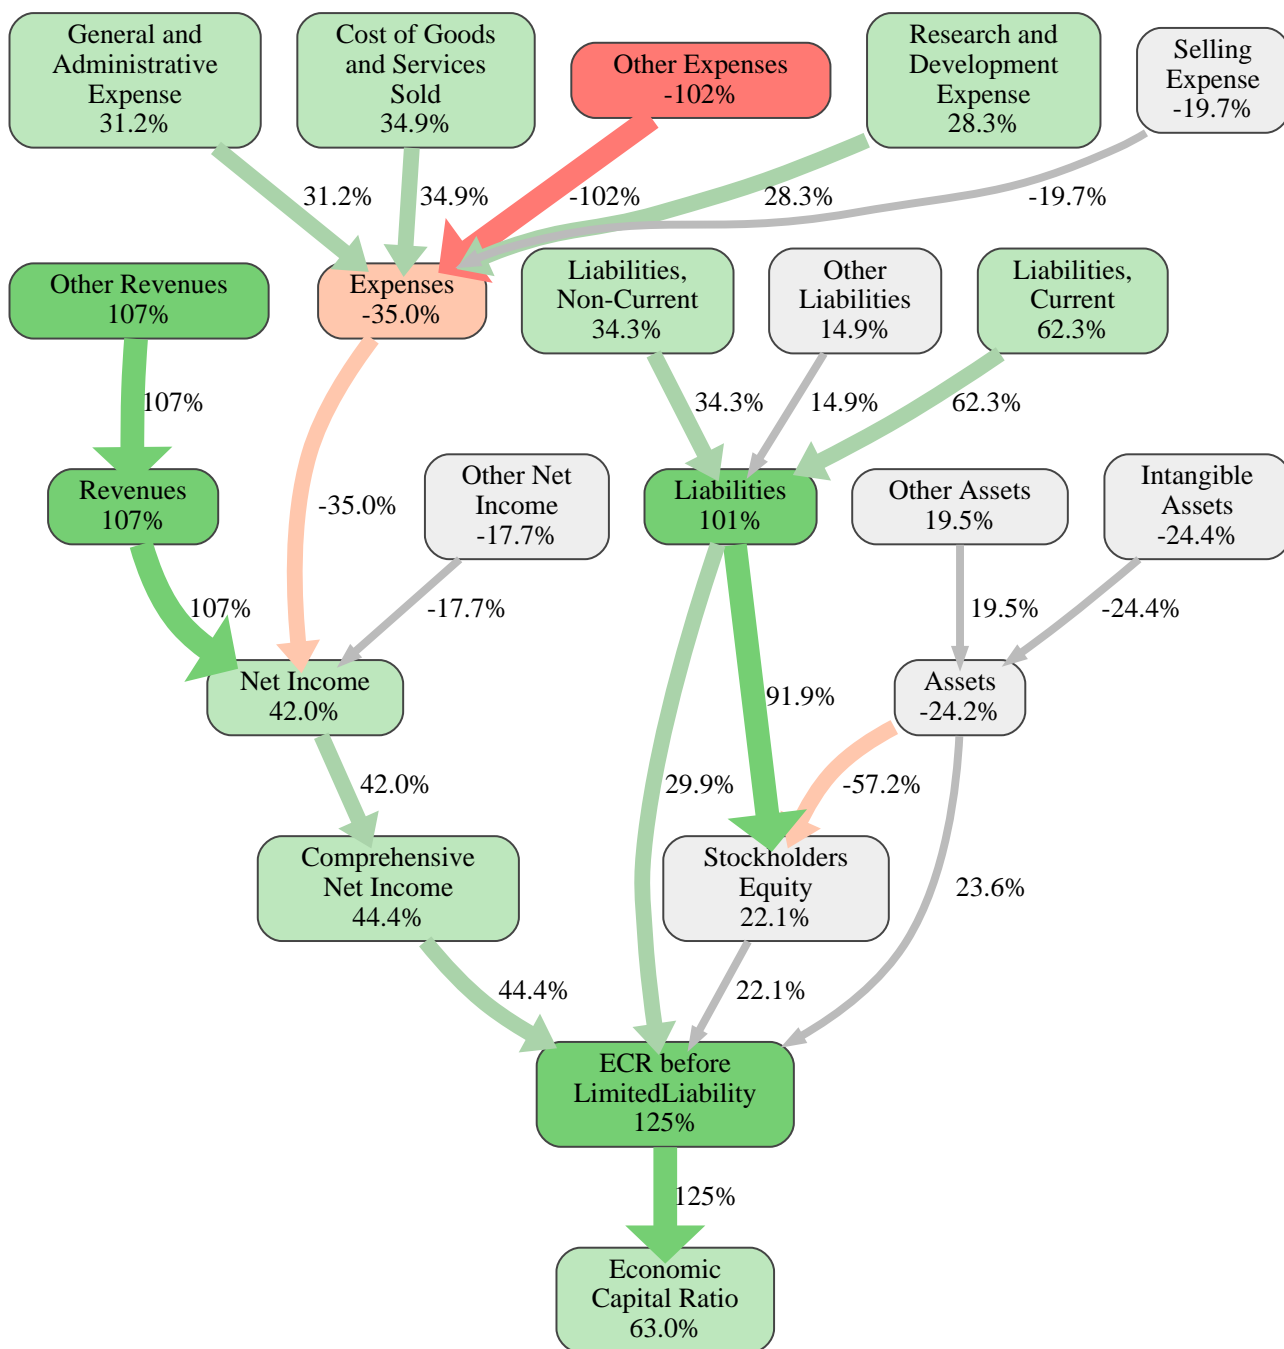 General and
Administrative
Expense
31.2%
Cost of Goods
and Services
Sold
34.9%
Other Expenses
-102%
Research and
Development
Expense
28.3%
Selling
Expense
-19.7%
31.2%
34.9%
-102%
28.3%
-19.7%
Other Revenues
107%
Expenses
-35.0%
Liabilities,
Non-Current
34.3%
Other
Liabilities
14.9%
Liabilities,
Current
62.3%
107%
34.3%
14.9%
62.3%
Revenues
107%
-35.0%
Other Net
Income
-17.7%
Liabilities
101%
Other Assets
19.5%
Intangible
Assets
-24.4%
107%
-17.7%
19.5%
-24.4%
Net Income
42.0%
91.9%
Assets
-24.2%
42.0%
29.9%
-57.2%
Comprehensive
Net Income
44.4%
Stockholders
Equity
22.1%
23.6%
44.4%
22.1%
ECR before
LimitedLiability
125%
125%
Economic
Capital Ratio
63.0%